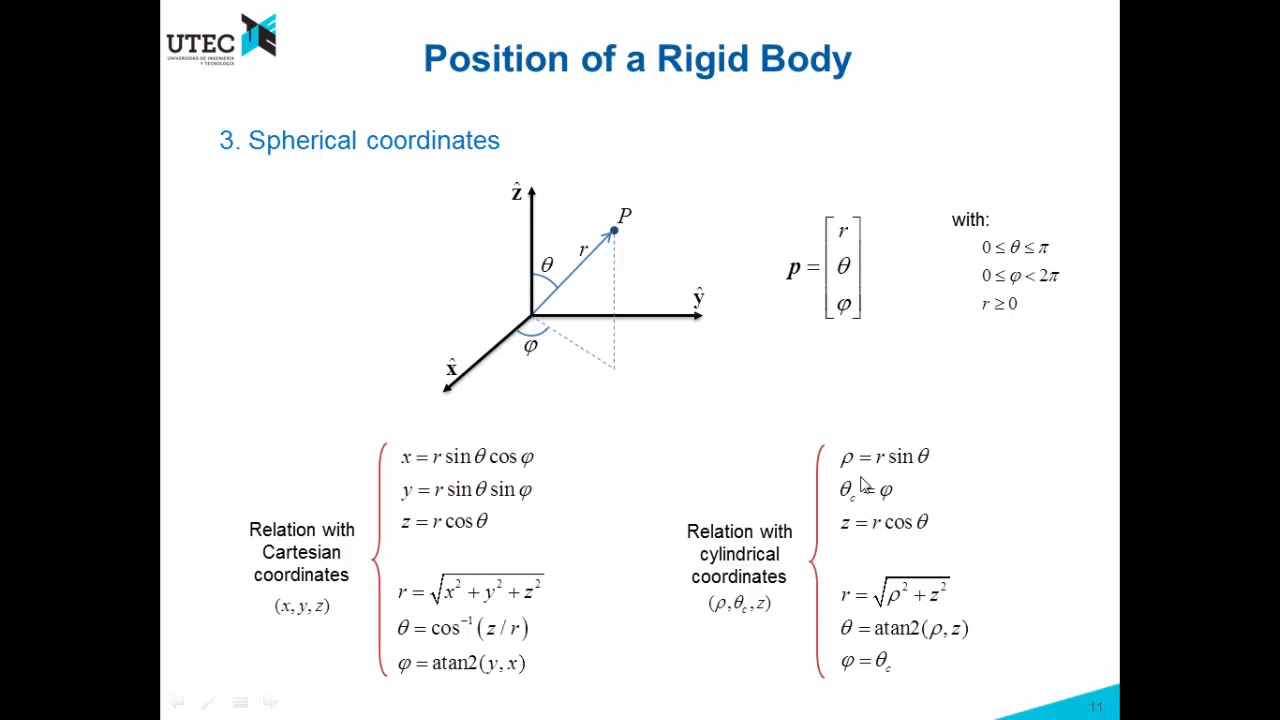 UTEC
UNIVERSIDAD DE INGENIERÍA
Y TECNOLOGÍA
Position of a Rigid Body
3. Spherical coordinates
ẑ
P
r
θ
ŷ
φ
x̂
p = [r θ φ]
with:
0 ≤ θ ≤ π
0 ≤ φ < 2π
r ≥ 0
Relation with
Cartesian
coordinates
(x, y, z)
x = r sin θ cos φ
y = r sin θ sin φ
z = r cos θ
r = √(x² + y² + z²)
θ = cos⁻¹(z / r)
φ = atan2(y, x)
Relation with
cylindrical
coordinates
(ρ, θc, z)
ρ = r sin θ
θc = φ
z = r cos θ
r = √(ρ² + z²)
θ = atan2(ρ, z)
φ = θc
11